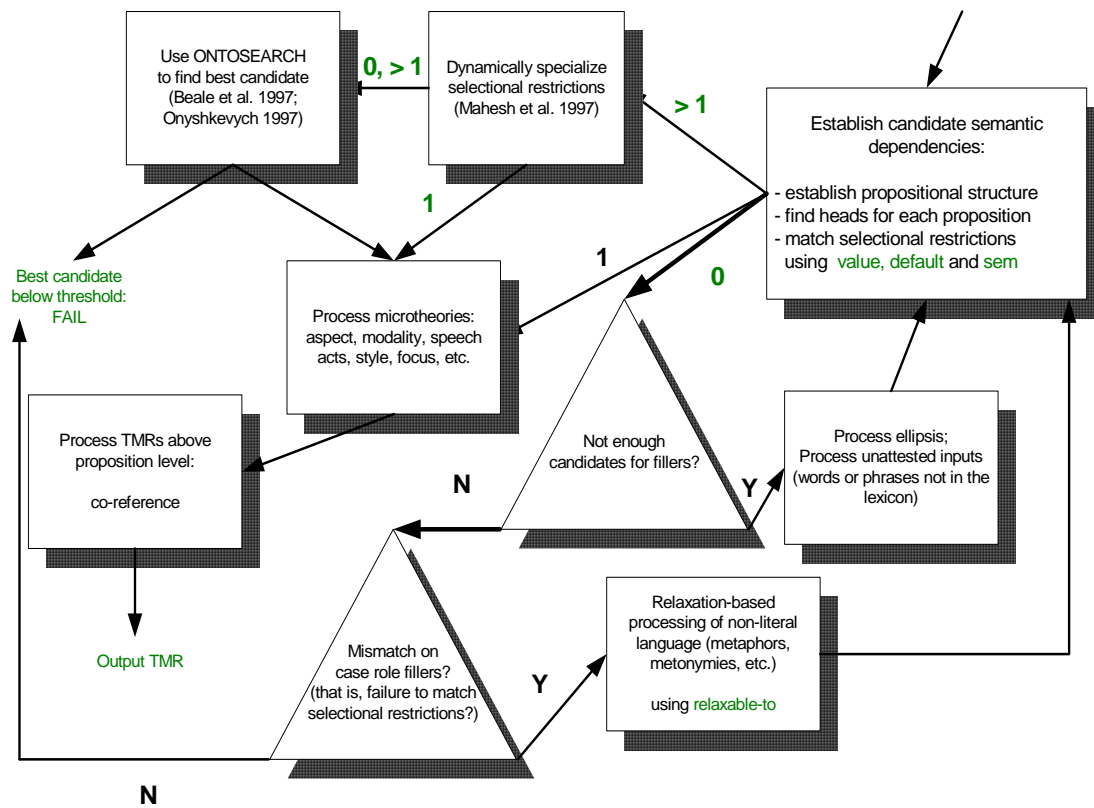 Use ONTOSEARCH
to find best candidate
(Beale et al. 1997;
Onyshkevych 1997)
0, > 1
Dynamically specialize
selectional restrictions
(Mahesh et al. 1997)
> 1
Establish candidate semantic
dependencies:
- establish propositional structure
- find heads for each proposition
- match selectional restrictions
using value, default and sem
1
1
0
Best candidate
below threshold:
FAIL
Process microtheories:
aspect, modality, speech
acts, style, focus, etc.
Process TMRs above
proposition level:
co-reference
Not enough
candidates for fillers?
N
Y
Process ellipsis;
Process unattested inputs
(words or phrases not in the
lexicon)
Output TMR
Mismatch on
case role fillers?
(that is, failure to match
selectional restrictions?)
Y
Relaxation-based
processing of non-literal
language (metaphors,
metonymies, etc.)
using relaxable-to
N